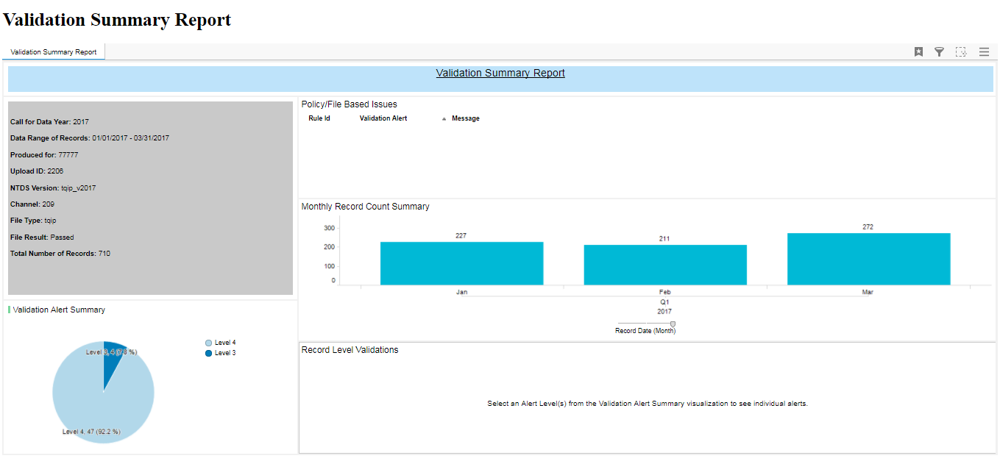 Validation Summary Report
Validation Summary Report
Validation Summary Report
Call for Data Year: 2017
Data Range of Records: 01/01/2017 - 03/31/2017
Produced for: 77777
Upload ID: 2206
NTDS Version: tqip_v2017
Channel: 209
File Type: tqip
File Result: Passed
Total Number of Records: 710
Validation Alert Summary
Level 4
Level 3
Level 3, 4 (7.8 %)
Level 4, 47 (92.2 %)
Policy/File Based Issues
Rule Id Validation Alert Message
Monthly Record Count Summary
300
200
100
0
227 211 272
Jan Feb Mar
Q1
2017
Record Date (Month)
Record Level Validations
Select an Alert Level(s) from the Validation Alert Summary visualization to see individual alerts.